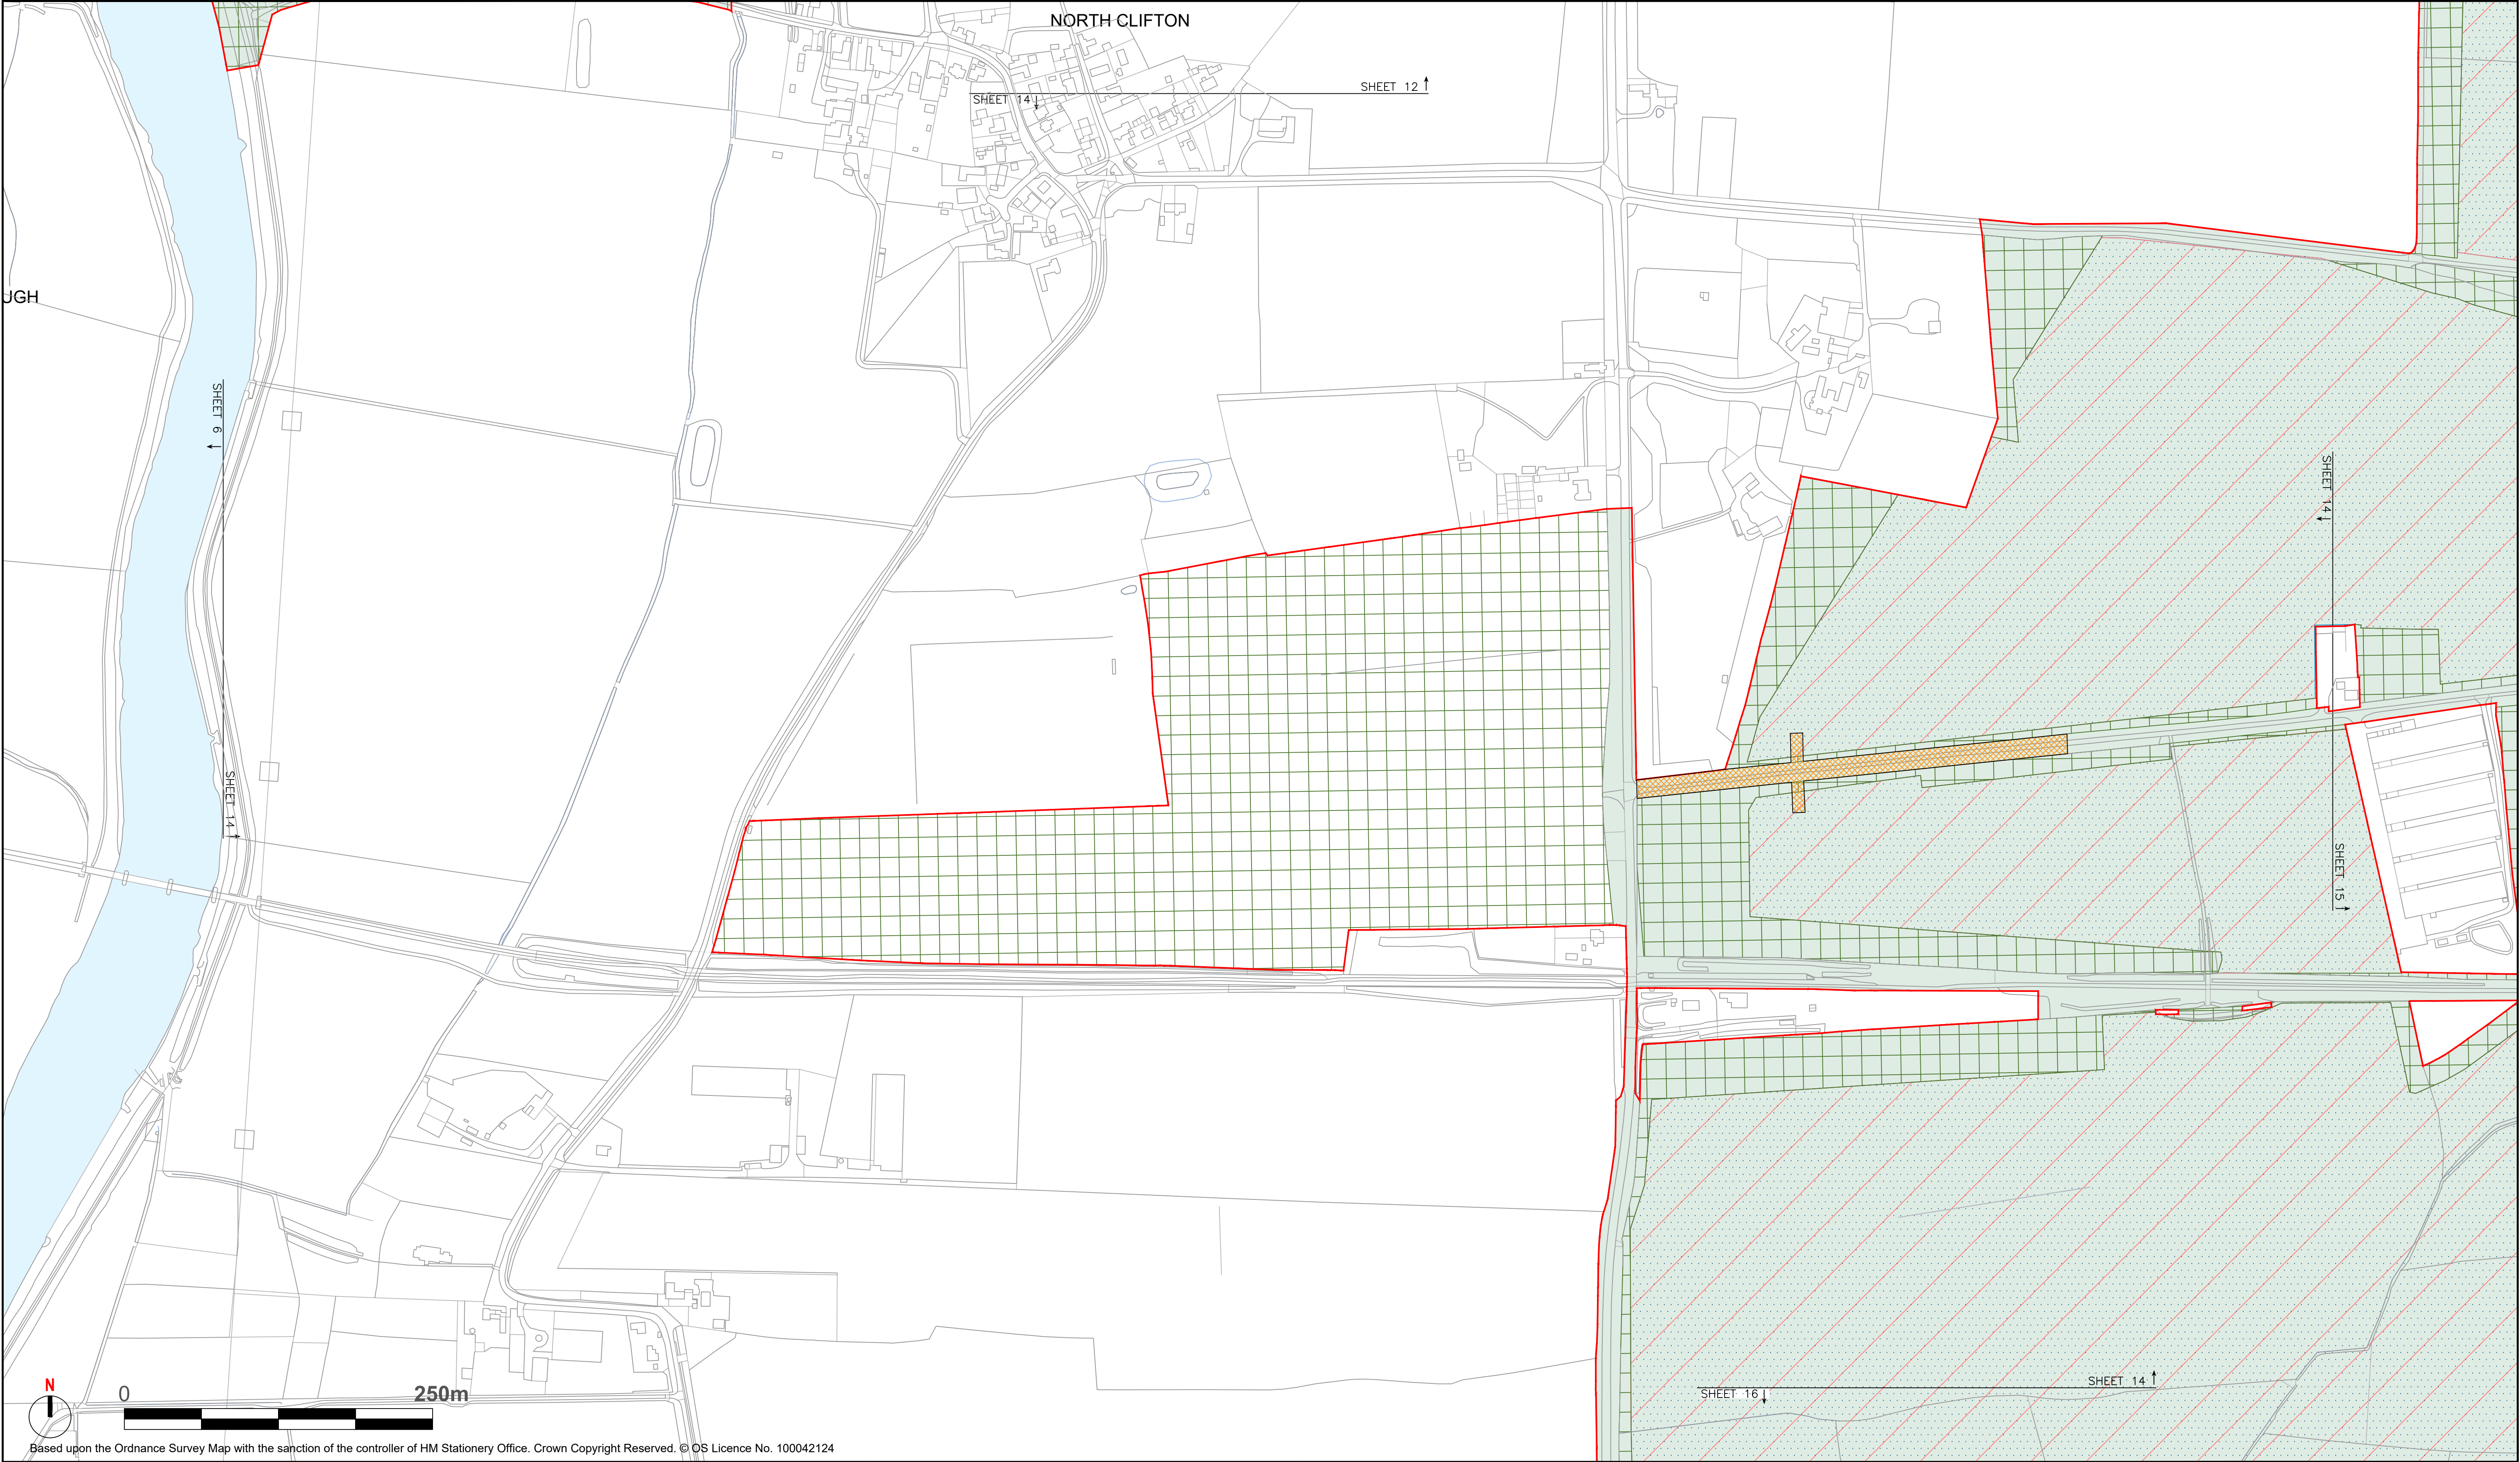 NORTH CLIFTON
SHEET 12
SHEET 14
UGH
SHEET 6
SHEET 14
SHEET 14
SHEET 15
SHEET 14
SHEET 16
N
0 250m
Based upon the Ordnance Survey Map with the sanction of the controller of HM Stationery Office. Crown Copyright Reserved. © OS Licence No. 100042124